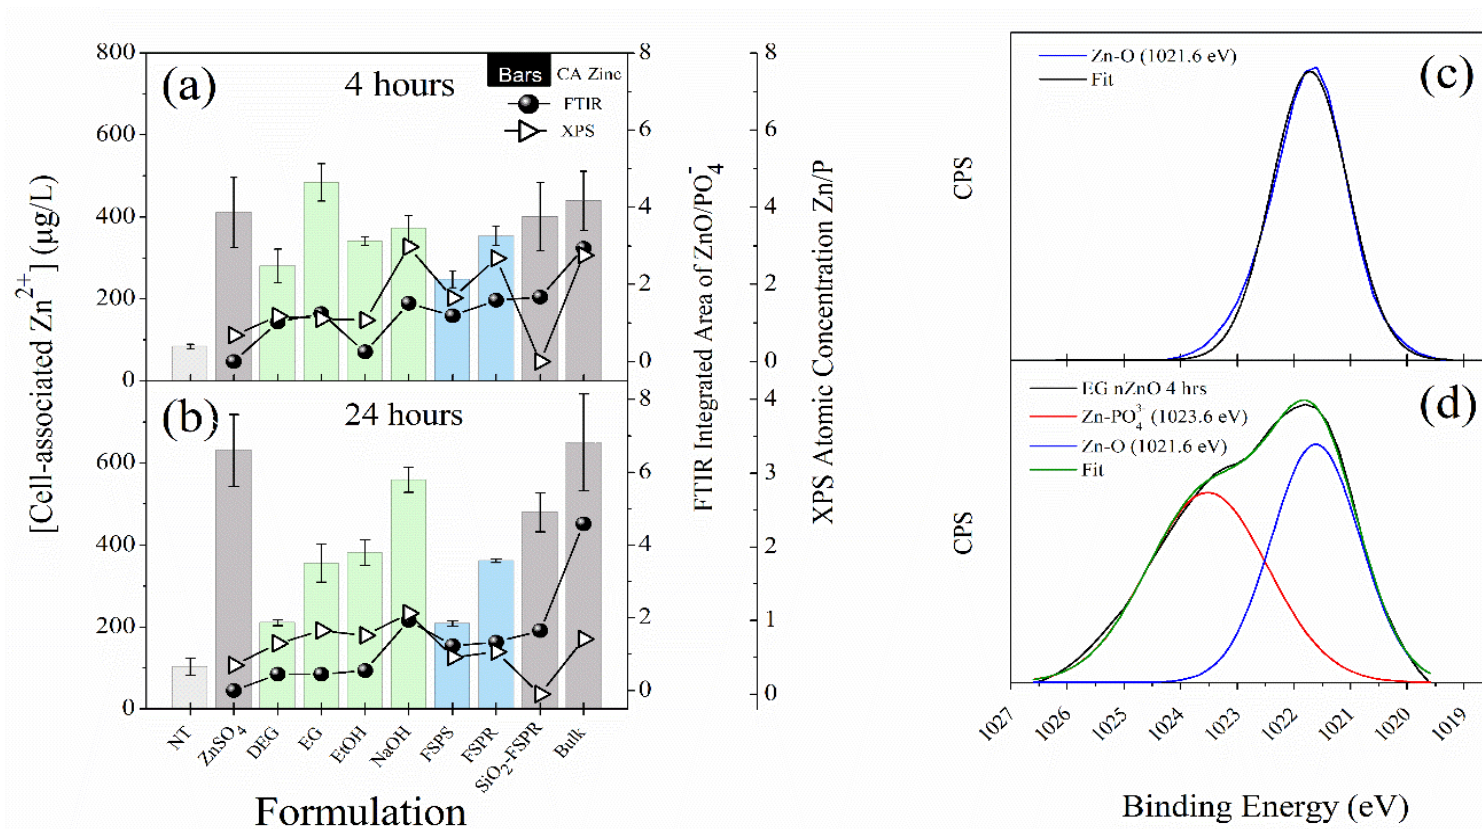 (a)
4 hours
Bars CA Zinc
FTIR
XPS
800
600
400
200
0
8
6
4
2
0
8
6
4
2
0
(b)
24 hours
600
400
200
0
8
6
4
2
0
4
3
2
1
0
[Cell-associated Zn²⁺] (µg/L)
FTIR Integrated Area of ZnO/PO₄⁻
XPS Atomic Concentration Zn/P
NT
ZnSO₄
DEG
EG
EtOH
NaOH
FSPS
FSPR
SiO₂-FSPR
Bulk
Formulation
Zn-O (1021.6 eV)
Fit
(c)
CPS
EG nZnO 4 hrs
Zn-PO₄³⁻ (1023.6 eV)
Zn-O (1021.6 eV)
Fit
(d)
CPS
1027
1026
1025
1024
1023
1022
1021
1020
1019
Binding Energy (eV)